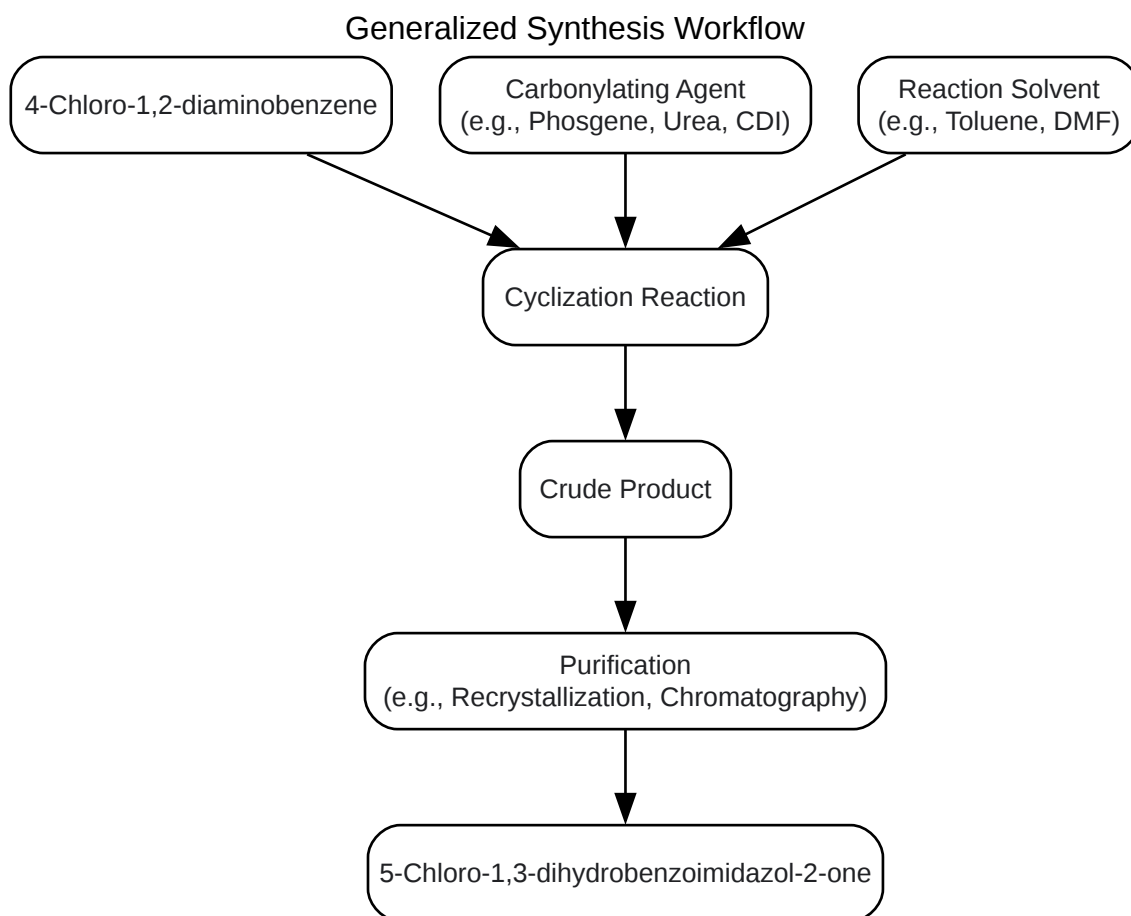 Generalized Synthesis Workflow
4-Chloro-1,2-diaminobenzene
Carbonylating Agent
(e.g., Phosgene, Urea, CDI)
Reaction Solvent
(e.g., Toluene, DMF)
Cyclization Reaction
Crude Product
Purification
(e.g., Recrystallization, Chromatography)
5-Chloro-1,3-dihydrobenzoimidazol-2-one